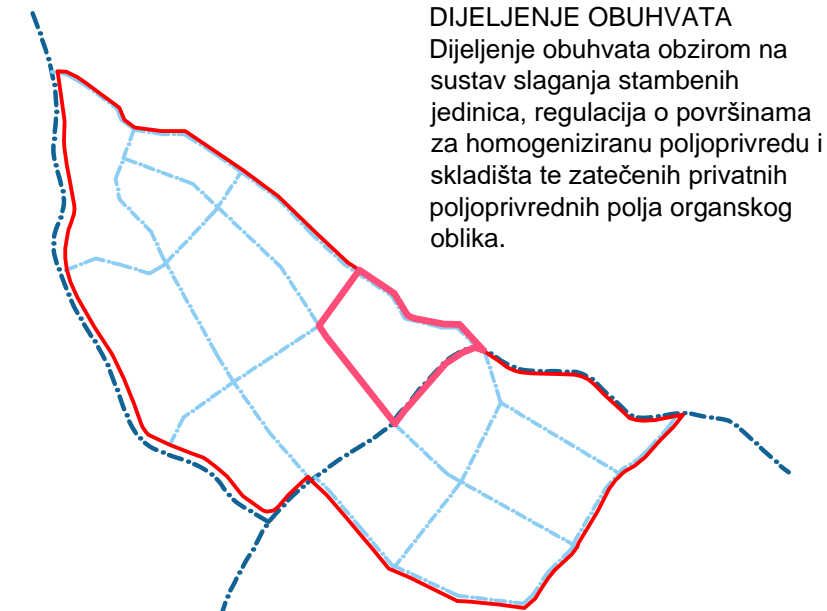 DIJELJENJE OBUHVATA
Dijeljenje obuhvata obzirom na
sustav slaganja stambenih
jedinica, regulacija o površinama
za homogeniziranu poljoprivredu i
skladišta te zatečenih privatnih
poljoprivrednih polja organskog
oblika.